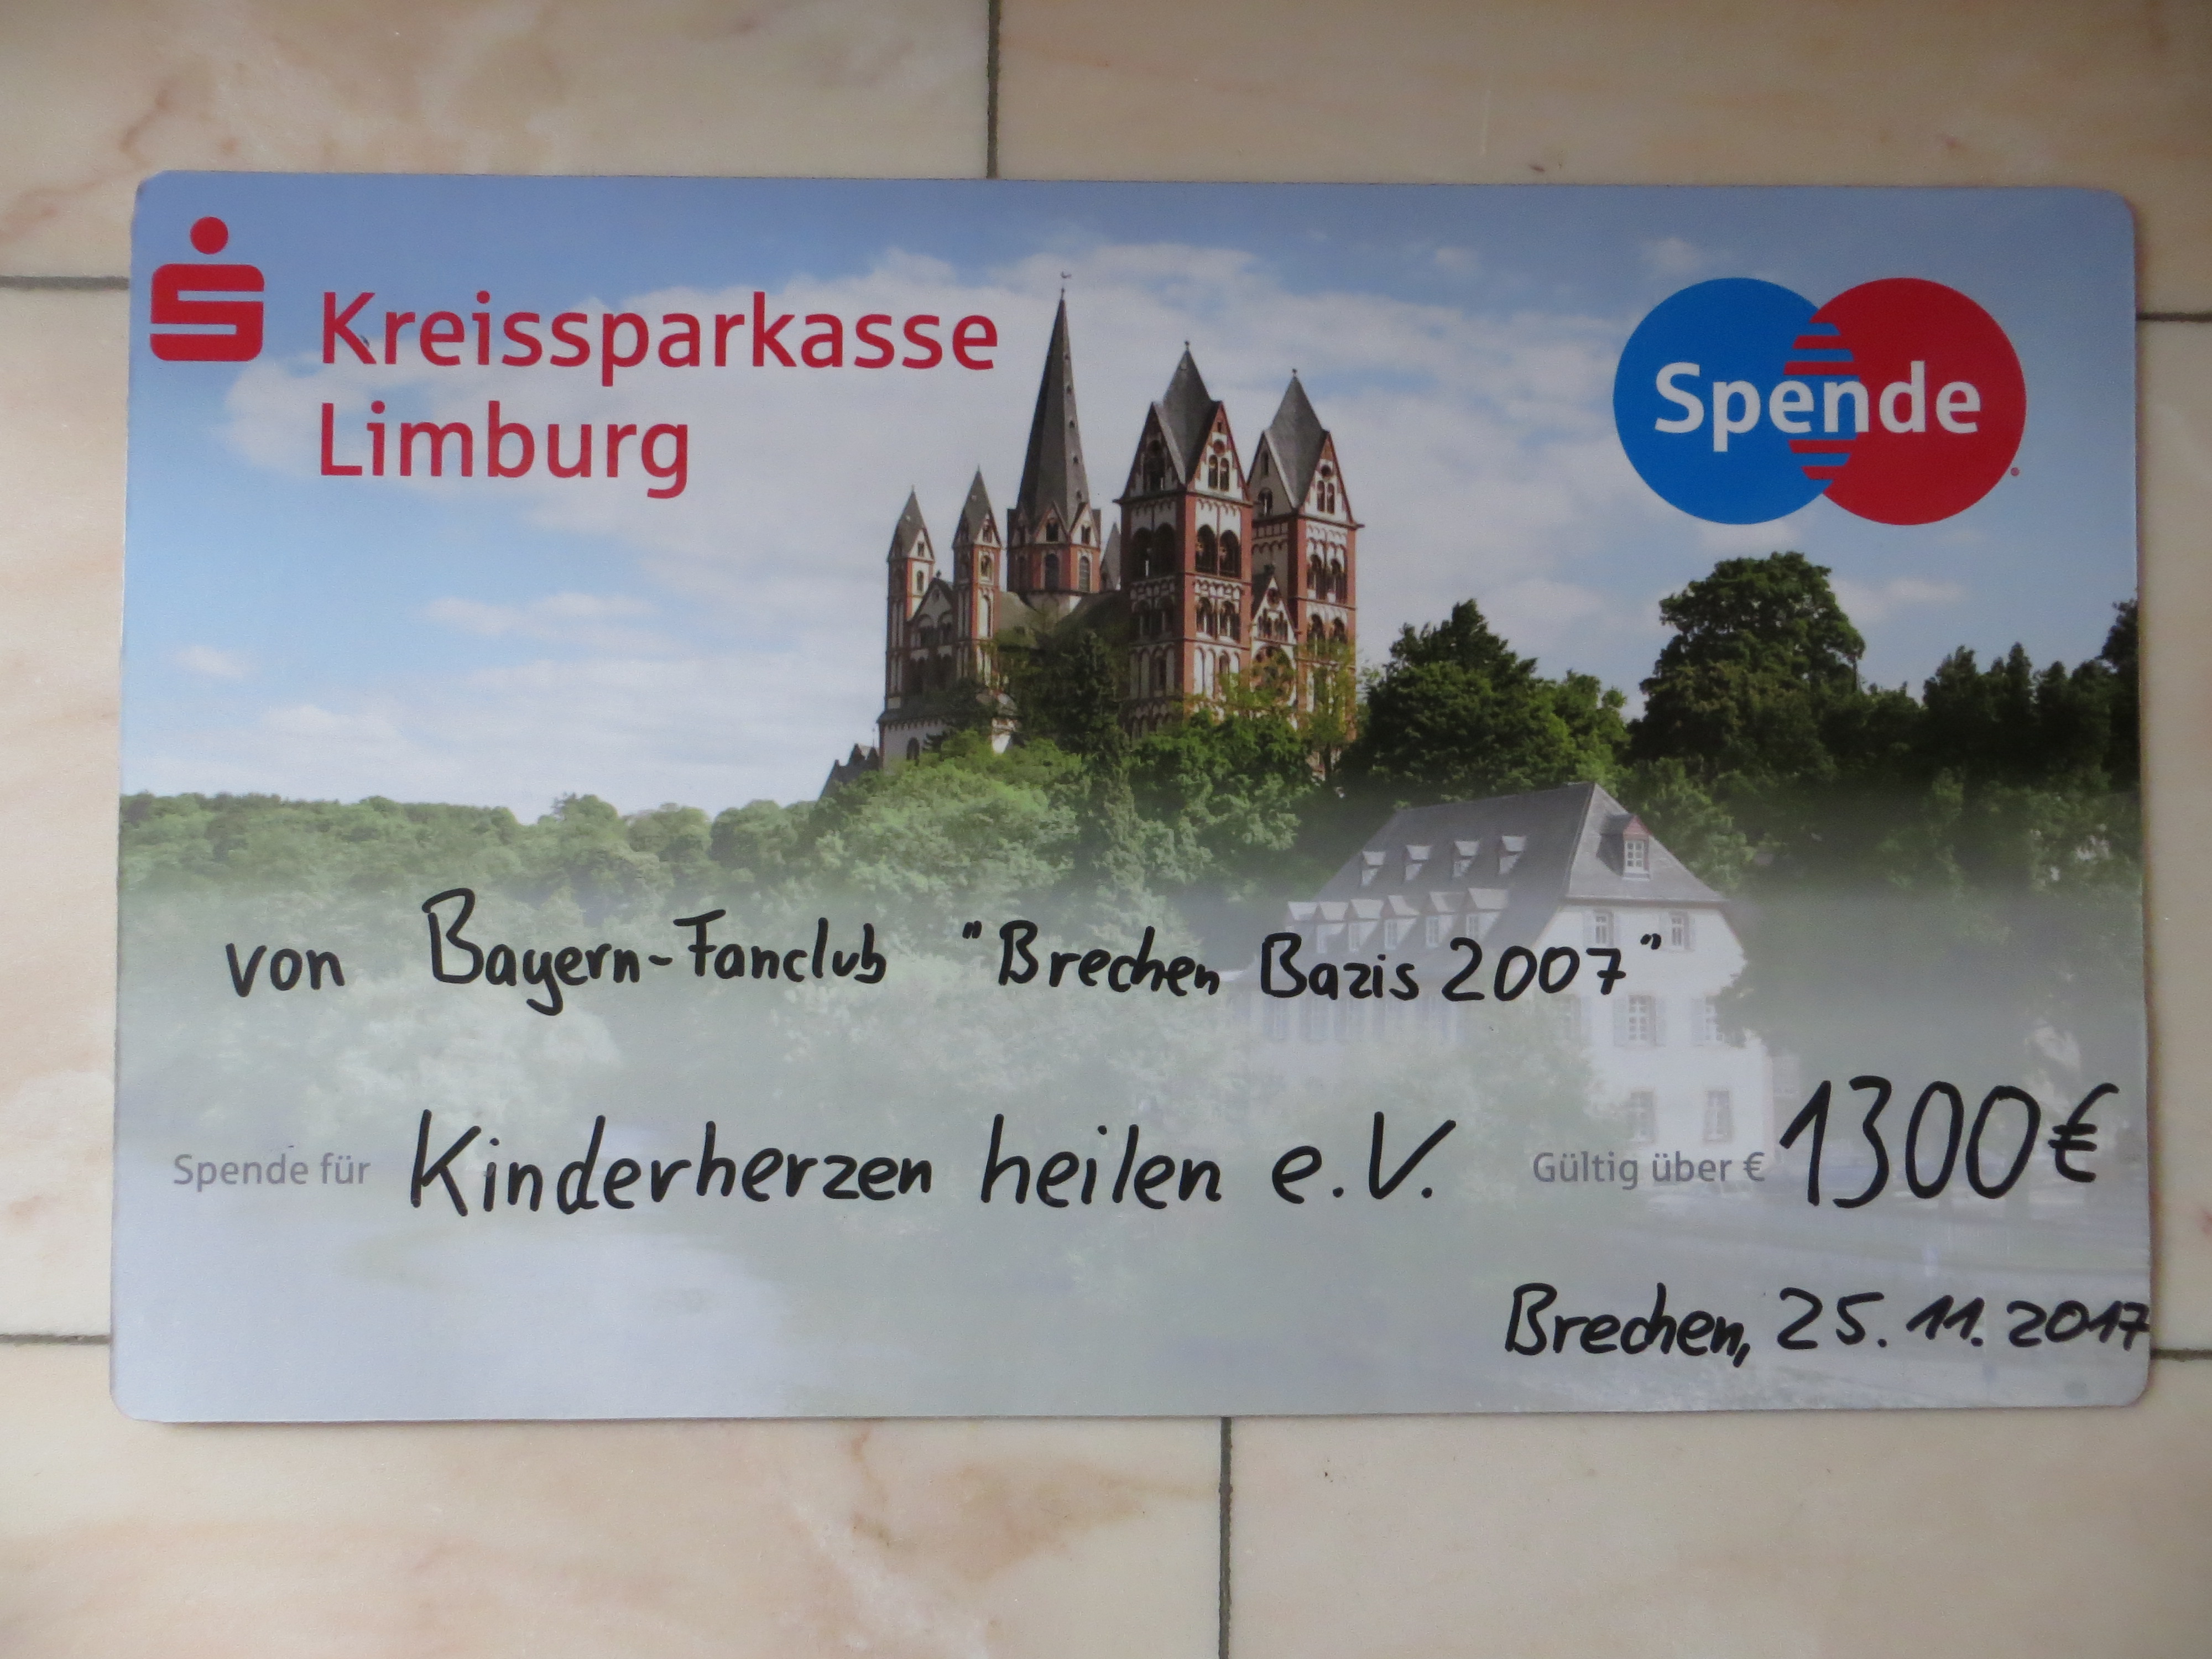 Kreissparkasse
Limburg
Spende
von Bayern-Fanclub "Brechen Bazis 2007"
Spende für Kinderherzen heilen e.V. Gültig über € 1300€
Brechen, 25.11.2017